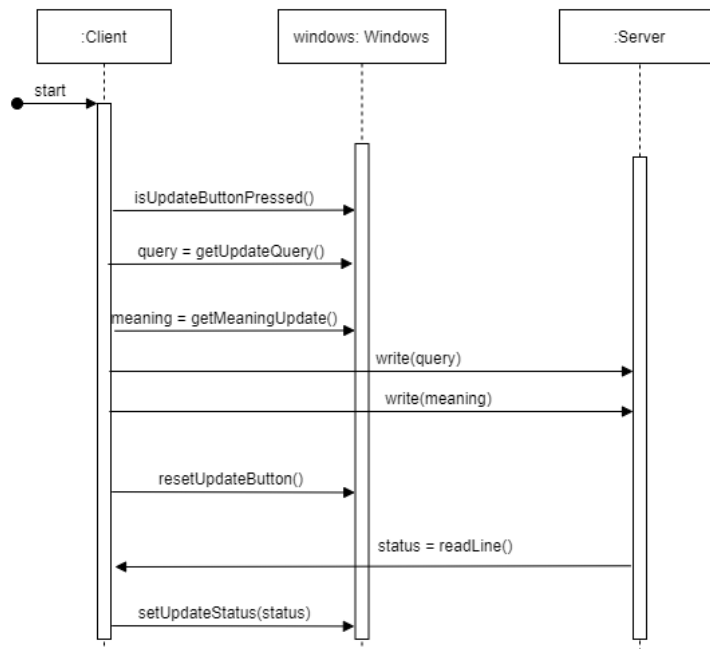 :Client
windows: Windows
:Server
start
isUpdateButtonPressed()
query = getUpdateQuery()
meaning = getMeaningUpdate()
write(query)
write(meaning)
resetUpdateButton()
status = readLine()
setUpdateStatus(status)